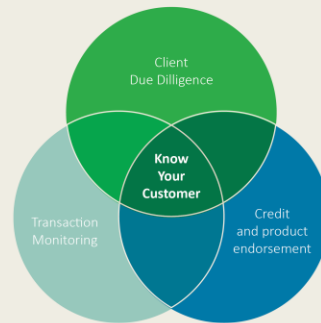 Client
Due Dilligence
Know
Your
Customer
Transaction
Monitoring
Credit
and product
endorsement